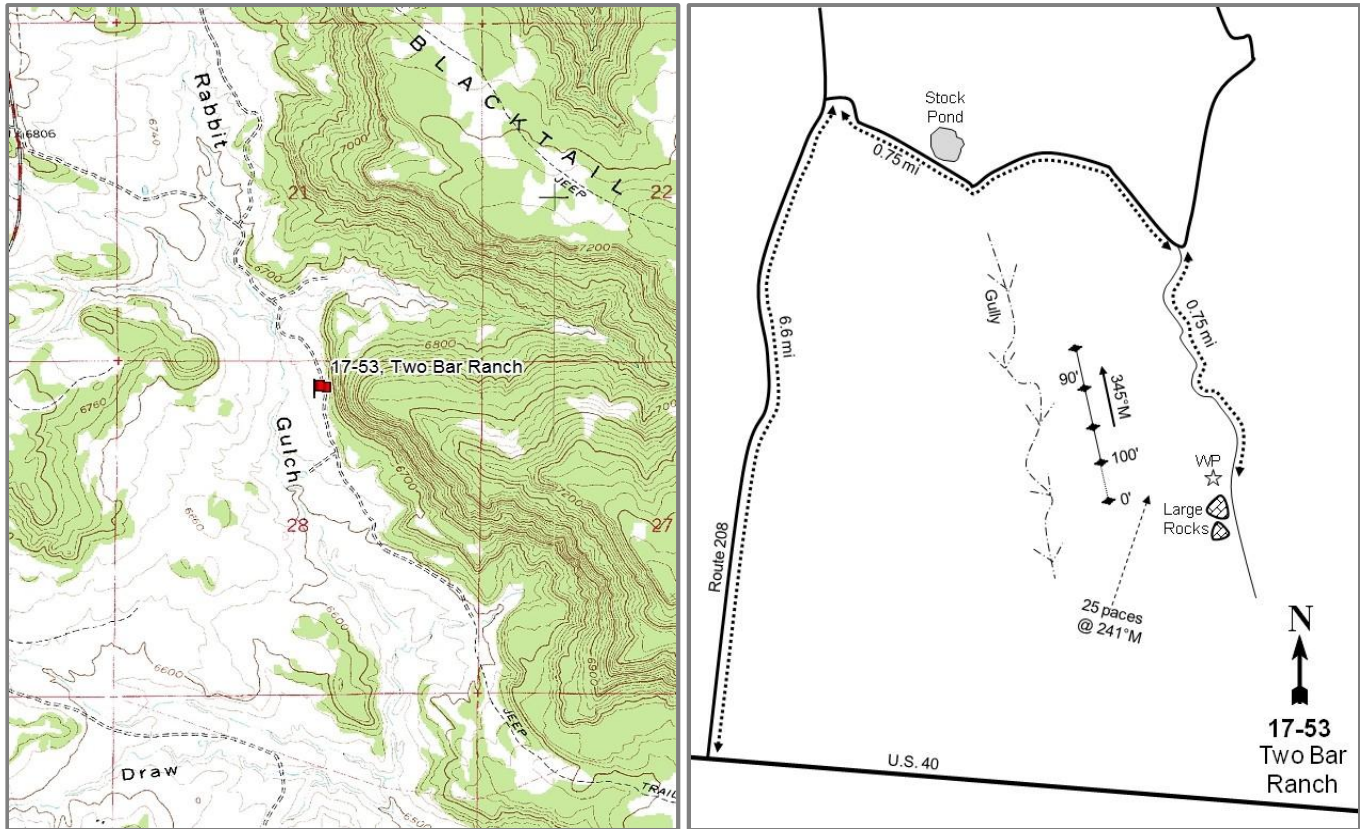 BLACKTAIL
Rabbit
6806
6740
7000
21
JEEP
22
7200
6700
17-53, Two Bar Ranch
6800
6760
Gulch
6700
7200
6660
28
27
6600
6600
6900
JEEP
TRAIL
Draw
6500
Stock
Pond
0.75 mi
0.75 mi
Gully
6.6 mi
90'
345°M
100'
0'
WP
Large
Rocks
Route 208
25 paces
@ 241°M
N
17-53
Two Bar
Ranch
U.S. 40